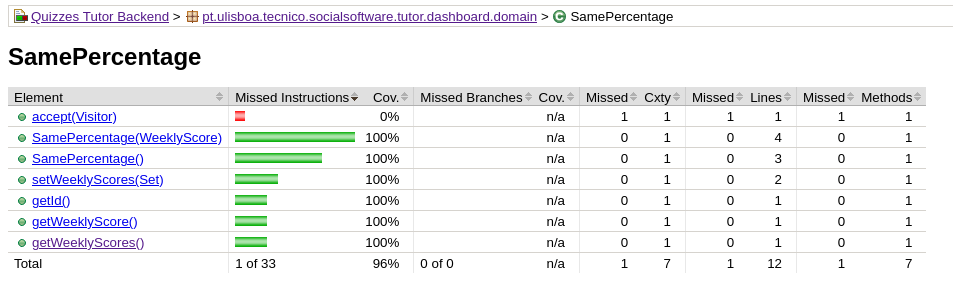 Quizzes Tutor Backend > pt.ulisboa.tecnico.socialsoftware.tutor.dashboard.domain > C SamePercentage
SamePercentage
Element Missed Instructions Cov. Missed Branches Cov. Missed Cxty Missed Lines Missed Methods
accept(Visitor) 0% n/a 1 1 1 1 1 1
SamePercentage(WeeklyScore) 100% n/a 0 1 0 4 0 1
SamePercentage() 100% n/a 0 1 0 3 0 1
setWeeklyScores(Set) 100% n/a 0 1 0 2 0 1
getId() 100% n/a 0 1 0 1 0 1
getWeeklyScore() 100% n/a 0 1 0 1 0 1
getWeeklyScores() 100% n/a 0 1 0 1 0 1
Total 1 of 33 96% 0 of 0 n/a 1 7 1 12 1 7